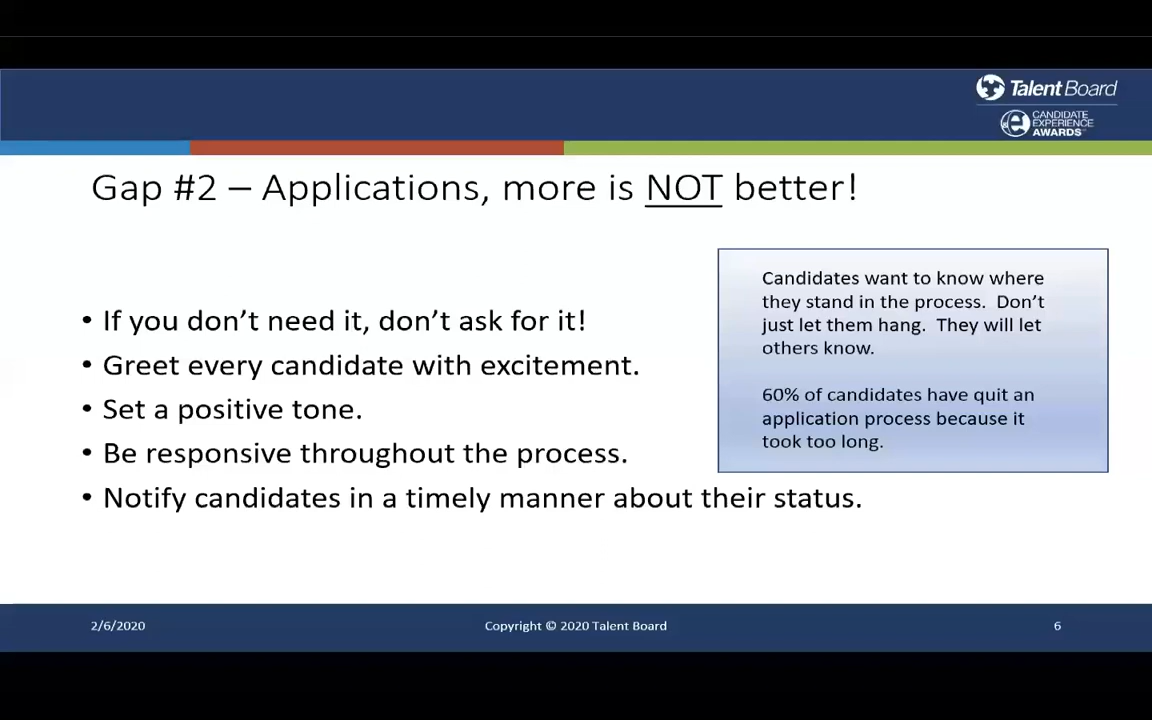 Talent Board
CANDIDATE
EXPERIENCE
AWARDS
Gap #2 – Applications, more is NOT better!
• If you don’t need it, don’t ask for it!
• Greet every candidate with excitement.
• Set a positive tone.
• Be responsive throughout the process.
• Notify candidates in a timely manner about their status.
Candidates want to know where
they stand in the process.  Don’t
just let them hang.  They will let
others know.
60% of candidates have quit an
application process because it
took too long.
2/6/2020
Copyright © 2020 Talent Board
6